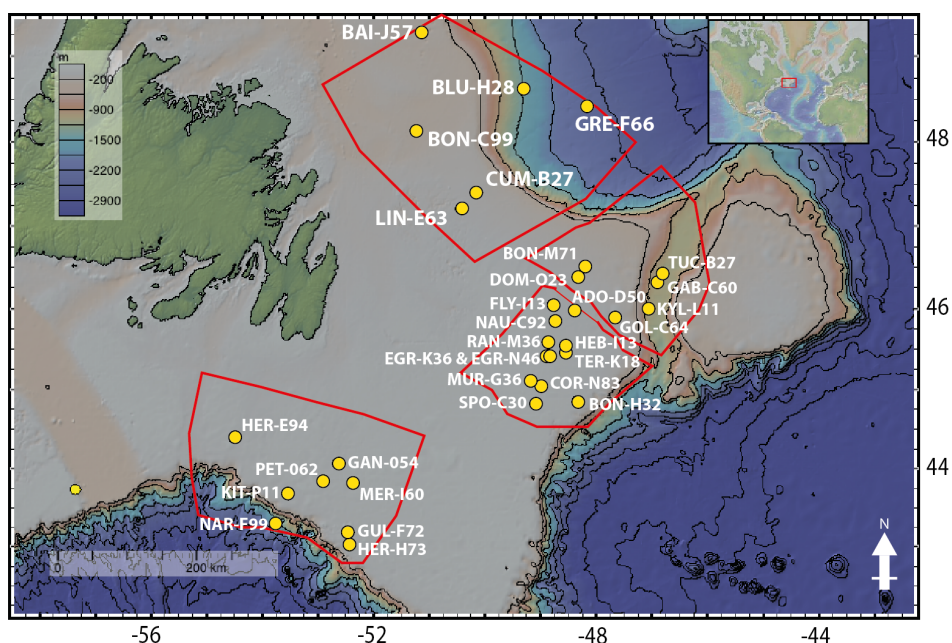 BAI-J57
m
-200
-900
-1500
-2200
-2900
BLU-H28
GRE-F66
48
BON-C99
CUM-B27
LIN-E63
BON-M71
TUC-B27
DOM-O23
GAB-C60
ADO-D50
FLY-I13
KYL-L11
46
NAU-C92
GOL-C64
RAN-M36
HEB-I13
EGR-K36 & EGR-N46
TER-K18
MUR-G36
COR-N83
SPO-C30
BON-H32
HER-E94
GAN-054
44
PET-062
MER-I60
KIT-P11
NAR-F99
GUL-F72
HER-H73
N
0
200 km
-56
-52
-48
-44